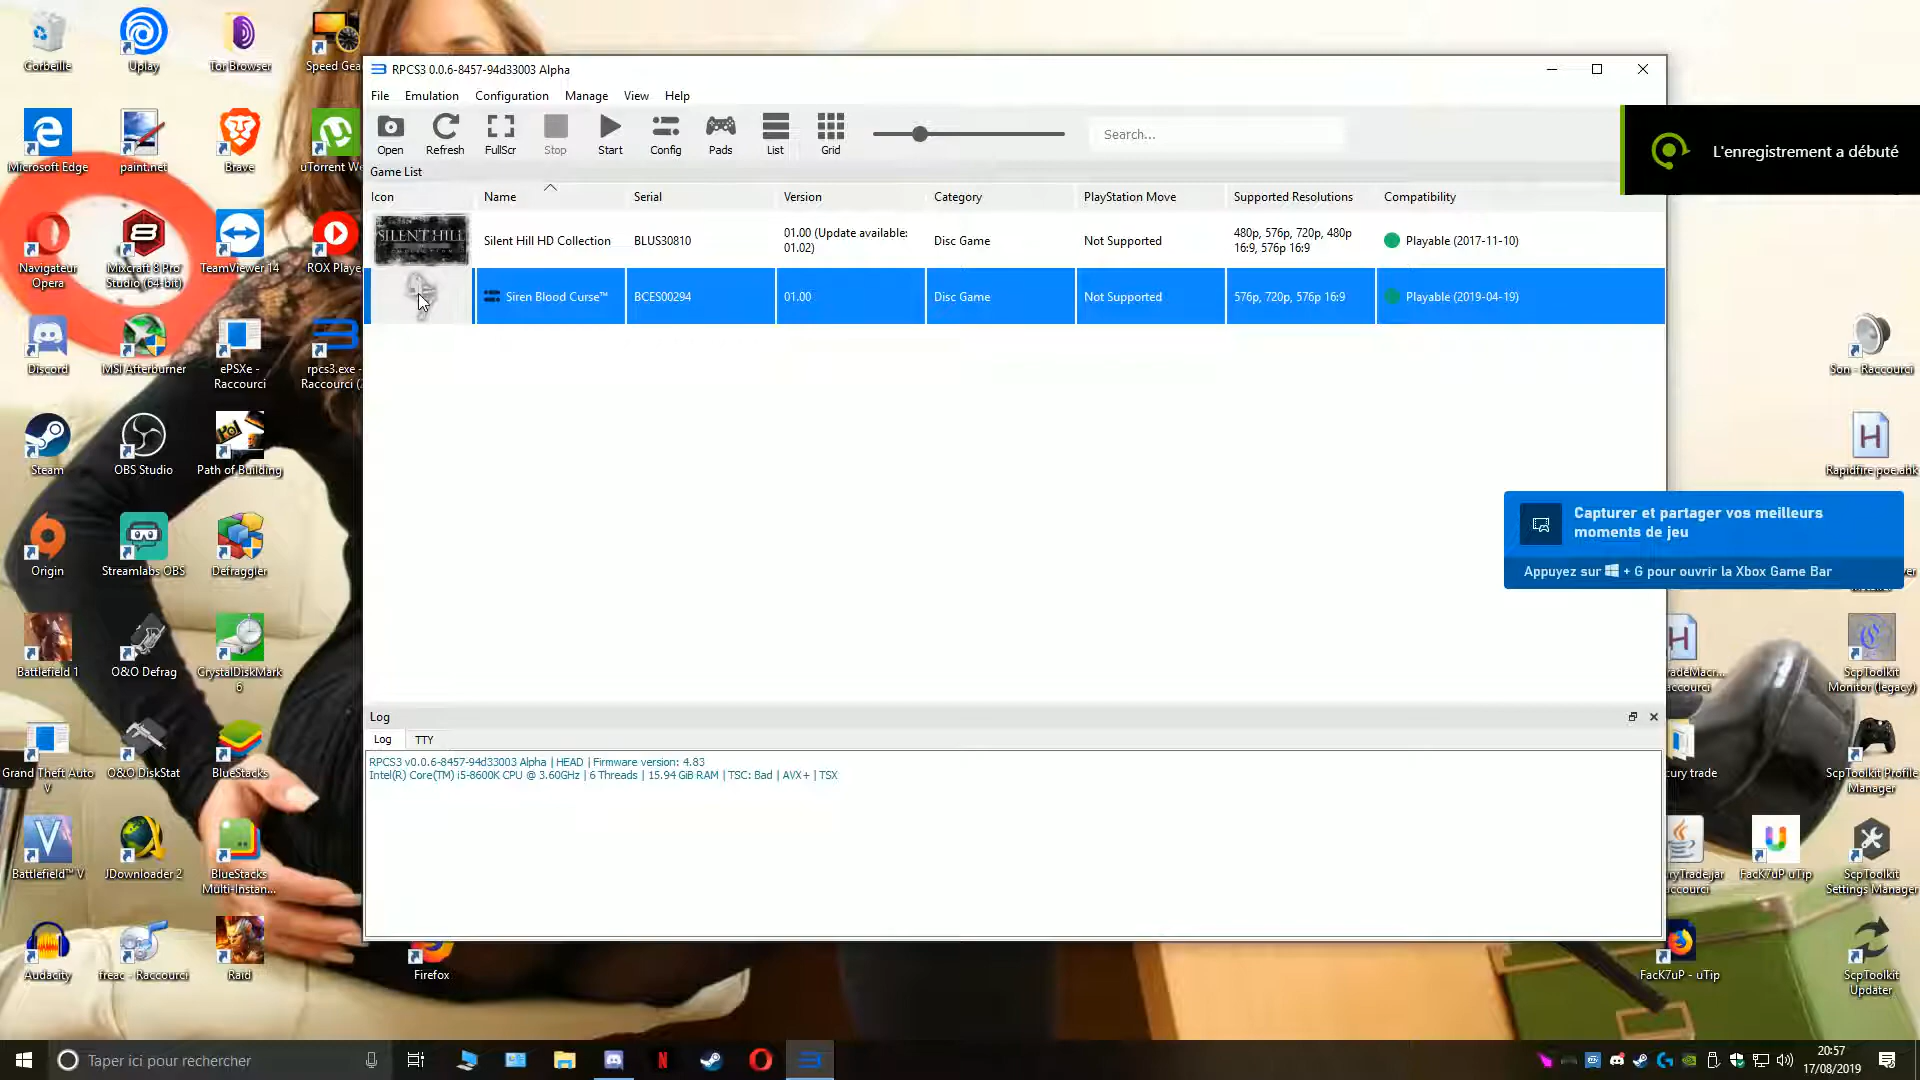 Corbeille
Uplay
Tor Browser
Speed Gea
Microsoft Edge
paint.net
Brave
uTorrent We
Navigateur
Opera
Mixcraft 8 Pro
Studio (64-bit)
TeamViewer 14
ROX Playe
Discord
MSI Afterburner
ePSXe -
Raccourci
rpcs3.exe -
Raccourci (
Steam
OBS Studio
Path of Building
Origin
Streamlabs OBS
Defraggler
Battlefield 1
O&O Defrag
CrystalDiskMark
6
Grand Theft Auto
V
O&O DiskStat
BlueStacks
Battlefield™ V
JDownloader 2
BlueStacks
Multi-Instan...
Audacity
freac - Raccourci
Raid
Firefox
RPCS3 0.0.6-8457-94d33003 Alpha
File Emulation Configuration Manage View Help
Open Refresh FullScr Stop Start Config Pads List Grid
Search...
Game List
Icon Name Serial Version Category PlayStation Move Supported Resolutions Compatibility
SILENT HILL
Silent Hill HD Collection BLUS30810 01.00 (Update available:
01.02) Disc Game Not Supported 480p, 576p, 720p, 480p
16:9, 576p 16:9 Playable (2017-11-10)
Siren Blood Curse™ BCES00294 01.00 Disc Game Not Supported 576p, 720p, 576p 16:9 Playable (2019-04-19)
Log
Log TTY
RPCS3 v0.0.6-8457-94d33003 Alpha | HEAD | Firmware version: 4.83
Intel(R) Core(TM) i5-8600K CPU @ 3.60GHz | 6 Threads | 15.94 GiB RAM | TSC: Bad | AVX+ | TSX
L'enregistrement a débuté
Son - Raccourci
H
Rapidfire poe.ahk
Capturer et partager vos meilleurs
moments de jeu
Appuyez sur + G pour ouvrir la Xbox Game Bar
H
radeMacr...
accourci
ScpToolkit
Monitor (legacy)
cury trade
ScpToolkit Profile
Manager
ryTrade.jar
accourci
FacK7uP uTip
ScpToolkit
Settings Manager
FacK7uP - uTip
ScpToolkit
Updater
Taper ici pour rechercher
20:57
17/08/2019